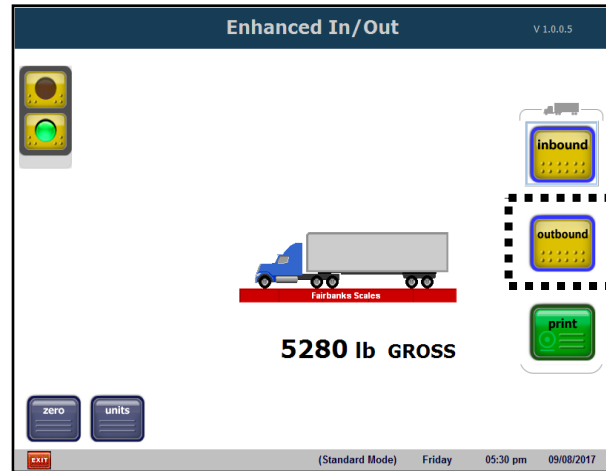 Enhanced In/Out
V 1.0.0.5
inbound
outbound
Fairbanks Scales
print
5280 lb GROSS
zero
units
EXIT
(Standard Mode) Friday 05:30 pm 09/08/2017